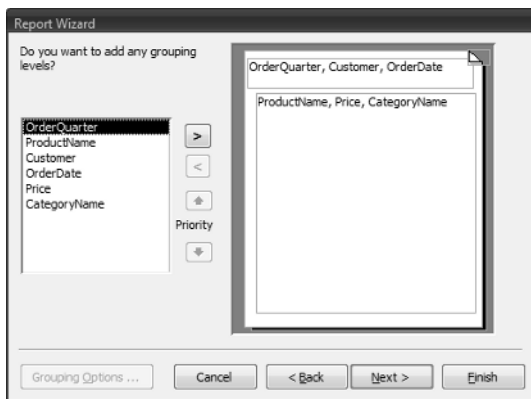 Report Wizard
Do you want to add any grouping
levels?
OrderQuarter
ProductName
Customer
OrderDate
Price
CategoryName
>
<
Priority
OrderQuarter, Customer, OrderDate
ProductName, Price, CategoryName
Grouping Options ...
Cancel
< Back
Next >
Finish